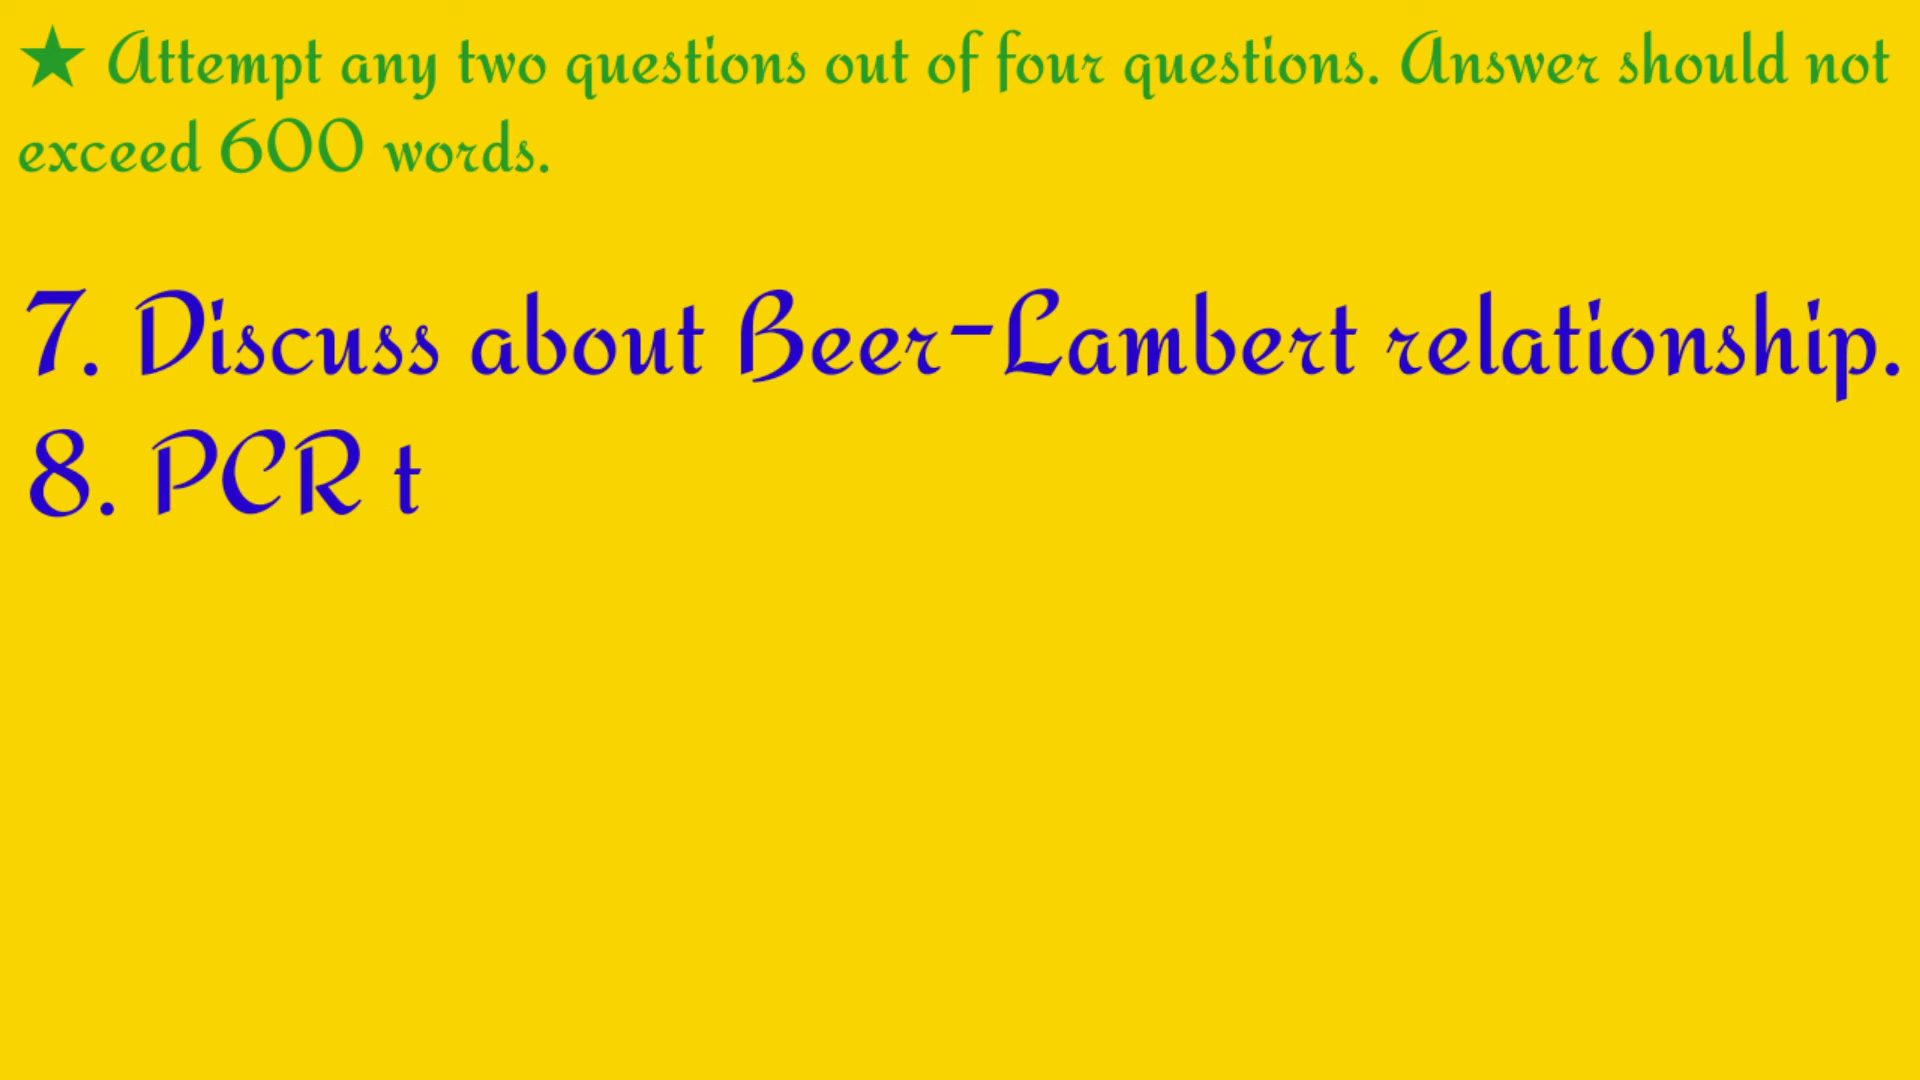 ★ Attempt any two questions out of four questions. Answer should not
exceed 600 words.
7. Discuss about Beer-Lambert relationship.
8. PCR t